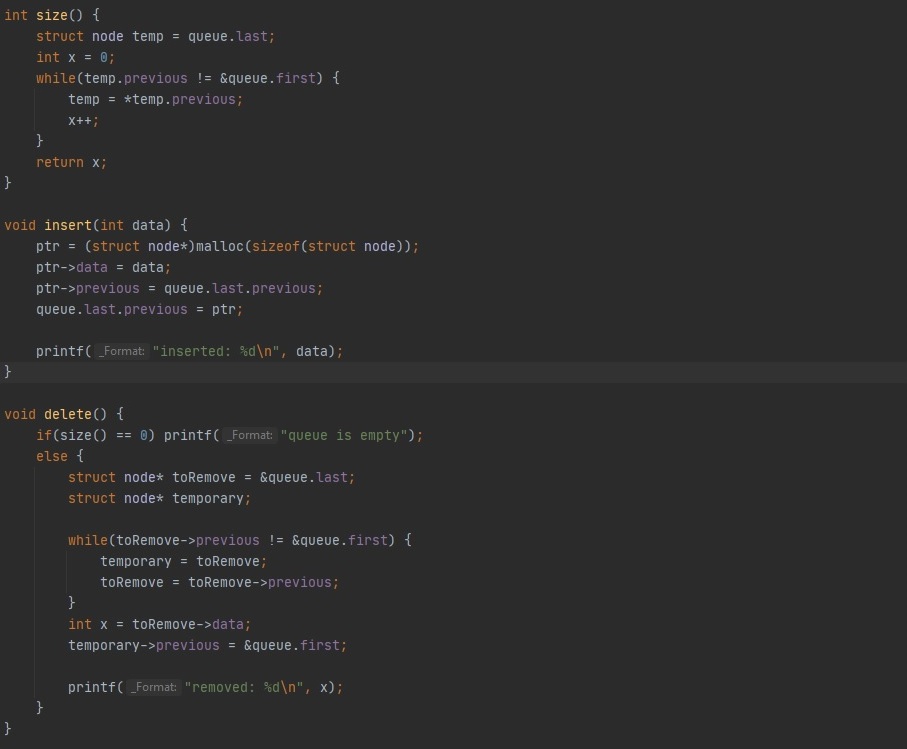 int size() {
    struct node temp = queue.last;
    int x = 0;
    while(temp.previous != &queue.first) {
        temp = *temp.previous;
        x++;
    }
    return x;
}

void insert(int data) {
    ptr = (struct node*)malloc(sizeof(struct node));
    ptr->data = data;
    ptr->previous = queue.last.previous;
    queue.last.previous = ptr;

    printf( _Format: "inserted: %d\n", data);
}

void delete() {
    if(size() == 0) printf( _Format: "queue is empty");
    else {
        struct node* toRemove = &queue.last;
        struct node* temporary;

        while(toRemove->previous != &queue.first) {
            temporary = toRemove;
            toRemove = toRemove->previous;
        }
        int x = toRemove->data;
        temporary->previous = &queue.first;

        printf( _Format: "removed: %d\n", x);
    }
}